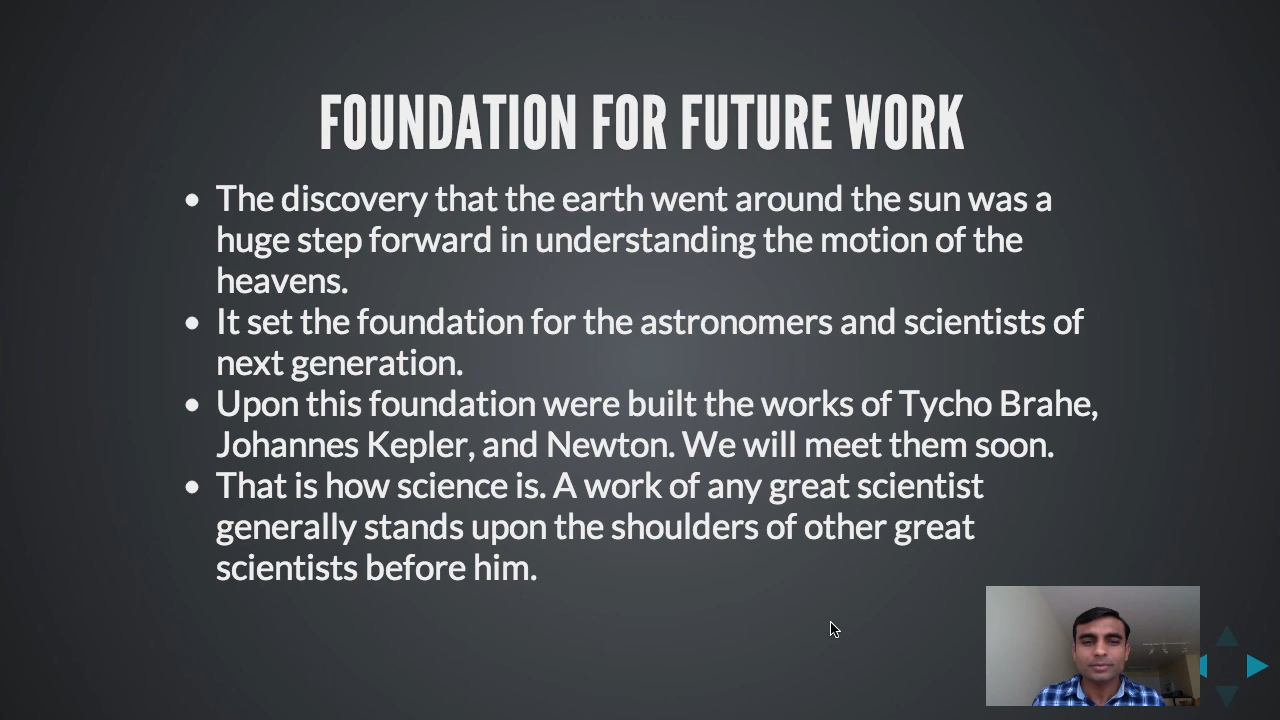 FOUNDATION FOR FUTURE WORK
The discovery that the earth went around the sun was a
huge step forward in understanding the motion of the
heavens.
It set the foundation for the astronomers and scientists of
next generation.
Upon this foundation were built the works of Tycho Brahe,
Johannes Kepler, and Newton. We will meet them soon.
That is how science is. A work of any great scientist
generally stands upon the shoulders of other great
scientists before him.